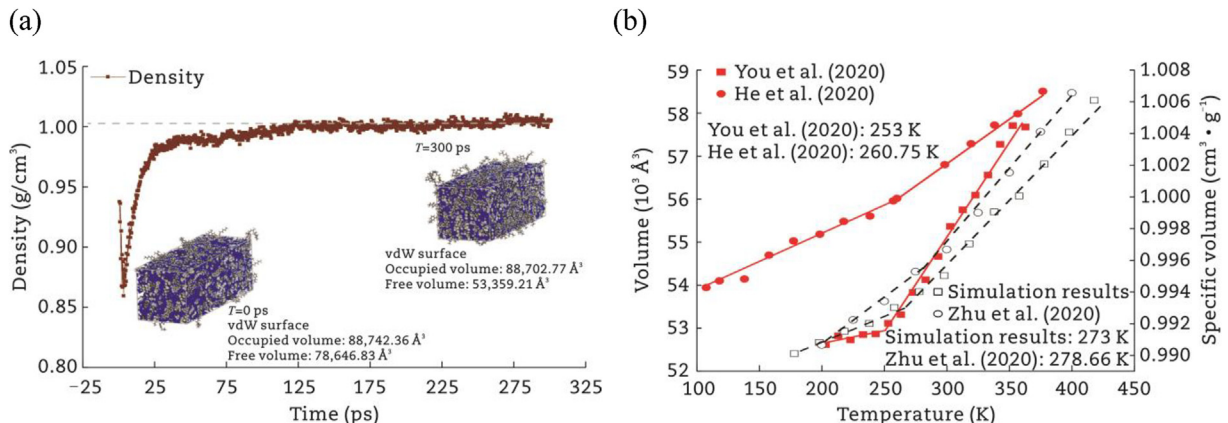 (a)
1.05
Density
1.00
0.95
0.90
0.85
0.80
Density (g/cm³)
T=300 ps
vdW surface
Occupied volume: 88,702.77 Å³
Free volume: 53,359.21 Å³
T=0 ps
vdW surface
Occupied volume: 88,742.36 Å³
Free volume: 78,646.83 Å³
−25 25 75 125 175 225 275 325
Time (ps)
(b)
59
58
57
56
55
54
53
52
Volume (10³ Å³)
You et al. (2020)
He et al. (2020)
You et al. (2020): 253 K
He et al. (2020): 260.75 K
Simulation results
Zhu et al. (2020)
Simulation results: 273 K
Zhu et al. (2020): 278.66 K
1.008
1.006
1.004
1.002
1.000
0.998
0.996
0.994
0.992
0.990
Specific volume (cm³•g⁻¹)
100 150 200 250 300 350 400 450
Temperature (K)